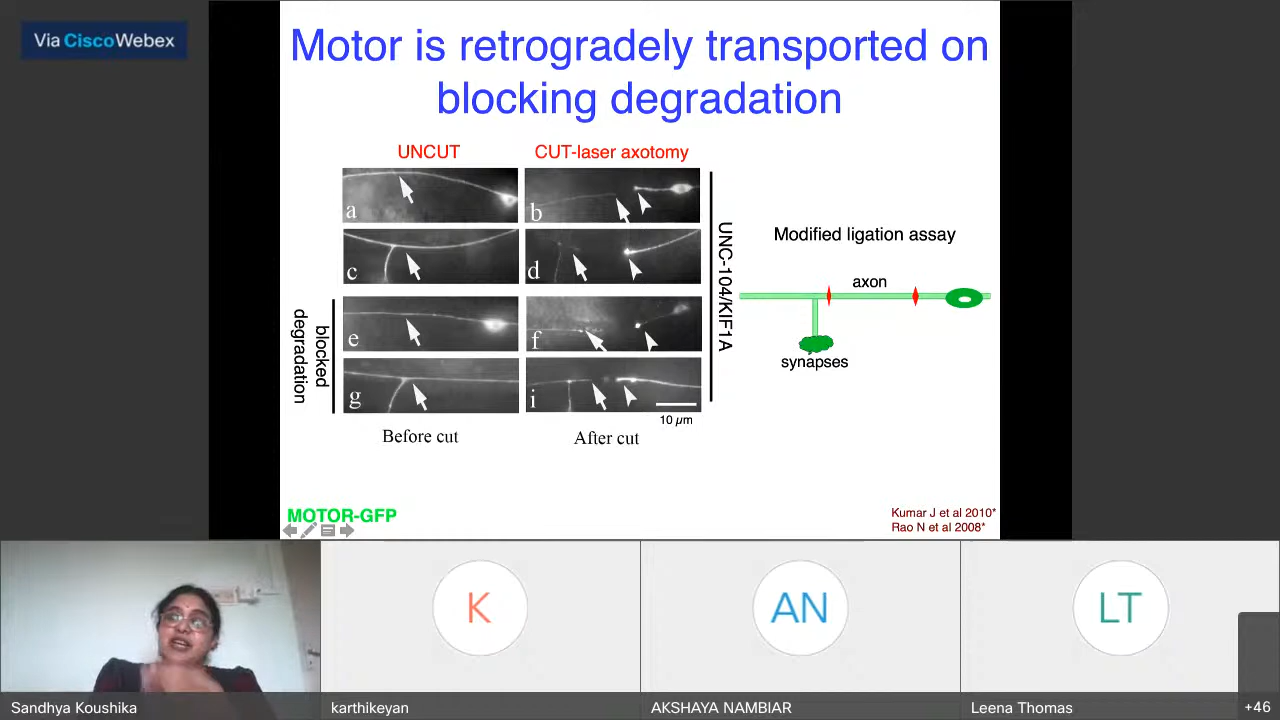 Via CiscoWebex
Motor is retrogradely transported on
blocking degradation
UNCUT
CUT-laser axotomy
a
b
c
d
e
f
g
i
blocked
degradation
UNC-104/KIF1A
10 µm
Before cut
After cut
Modified ligation assay
axon
synapses
MOTOR-GFP
Kumar J et al 2010*
Rao N et al 2008*
K
AN
LT
Sandhya Koushika
karthikeyan
AKSHAYA NAMBIAR
Leena Thomas
+46